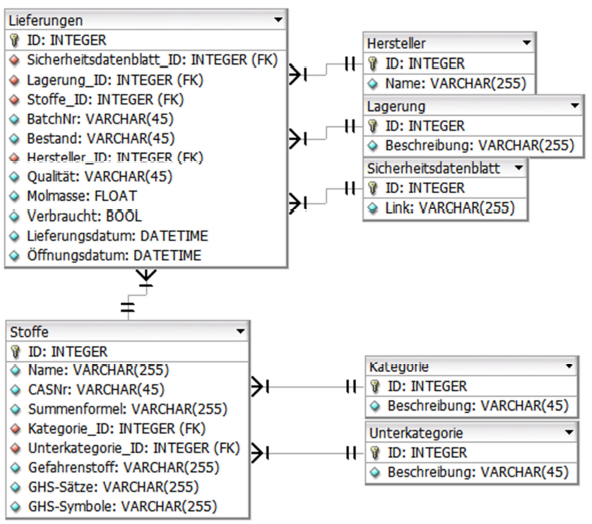 Lieferungen
ID: INTEGER
Sicherheitsdatenblatt_ID: INTEGER (FK)
Lagerung_ID: INTEGER (FK)
Stoffe_ID: INTEGER (FK)
BatchNr: VARCHAR(45)
Bestand: VARCHAR(45)
Hersteller_ID: INTEGER (FK)
Qualität: VARCHAR(45)
Molmasse: FLOAT
Verbraucht: BOOL
Lieferungsdatum: DATETIME
Öffnungsdatum: DATETIME
Hersteller
ID: INTEGER
Name: VARCHAR(255)
Lagerung
ID: INTEGER
Beschreibung: VARCHAR(255)
Sicherheitsdatenblatt
ID: INTEGER
Link: VARCHAR(255)
Stoffe
ID: INTEGER
Name: VARCHAR(255)
CASNr: VARCHAR(45)
Summenformel: VARCHAR(255)
Kategorie_ID: INTEGER (FK)
Unterkategorie_ID: INTEGER (FK)
Gefahrenstoff: VARCHAR(255)
GHS-Sätze: VARCHAR(255)
GHS-Symbole: VARCHAR(255)
Kategorie
ID: INTEGER
Beschreibung: VARCHAR(45)
Unterkategorie
ID: INTEGER
Beschreibung: VARCHAR(45)